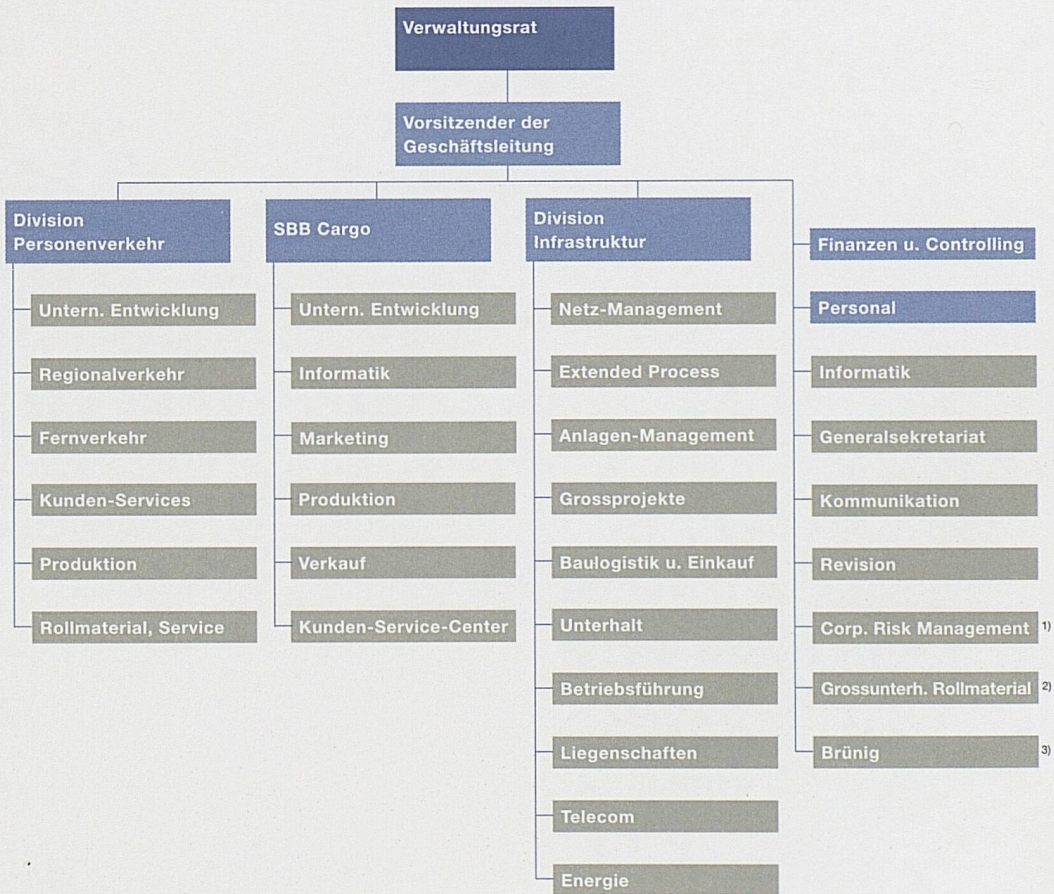 Verwaltungsrat
Vorsitzender der
Geschäftsleitung
Division
Personenverkehr
Untern. Entwicklung
Regionalverkehr
Fernverkehr
Kunden-Services
Produktion
Rollmaterial, Service
SBB Cargo
Untern. Entwicklung
Informatik
Marketing
Produktion
Verkauf
Kunden-Service-Center
Division
Infrastruktur
Netz-Management
Extended Process
Anlagen-Management
Grossprojekte
Baulogistik u. Einkauf
Unterhalt
Betriebsführung
Liegenschaften
Telecom
Energie
Finanzen u. Controlling
Personal
Informatik
Generalsekretariat
Kommunikation
Revision
Corp. Risk Management 1)
Grossunterh. Rollmaterial 2)
Brünig 3)